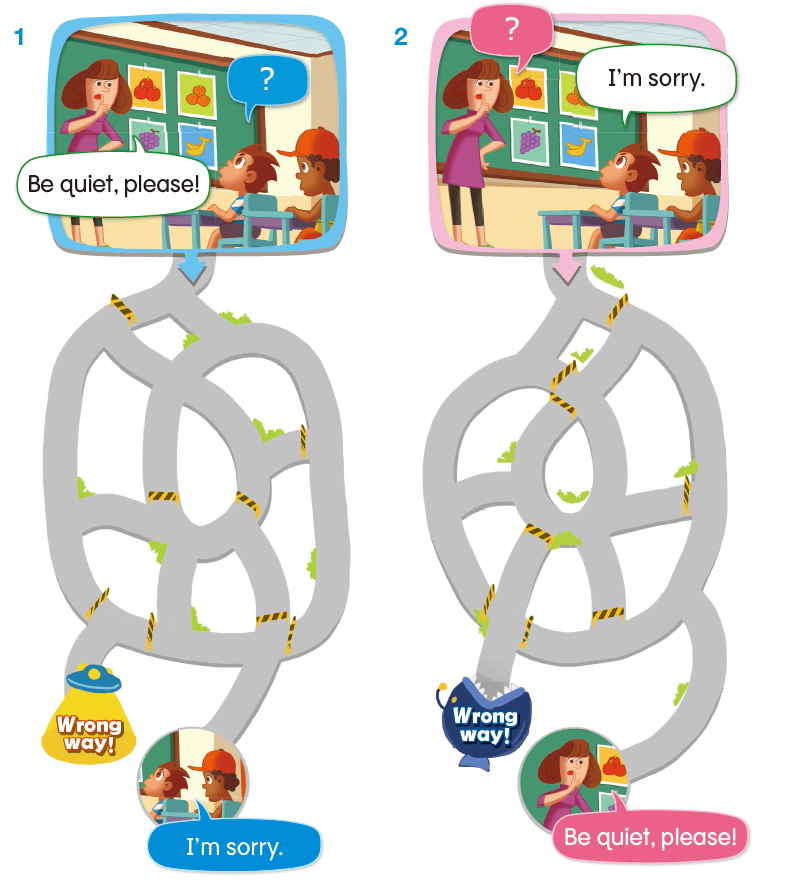 1
?
Be quiet, please!
2
?
I'm sorry.
Wrong
way!
I'm sorry.
Wrong
way!
Be quiet, please!